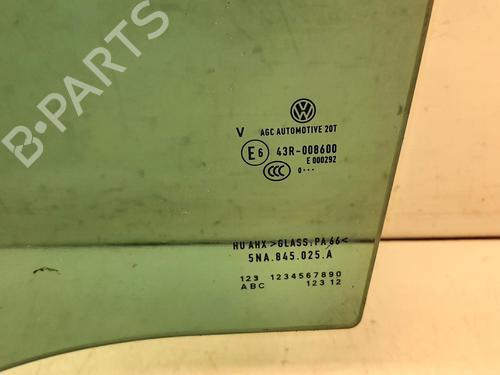 V AGC AUTOMOTIVE 20T
E6 43R-008600
E 000292
CCC 0···
HU AHX >GLASS.PA 66<
5NA.845.025.A
123 1234567890
ABC 123 12
B-PARTS